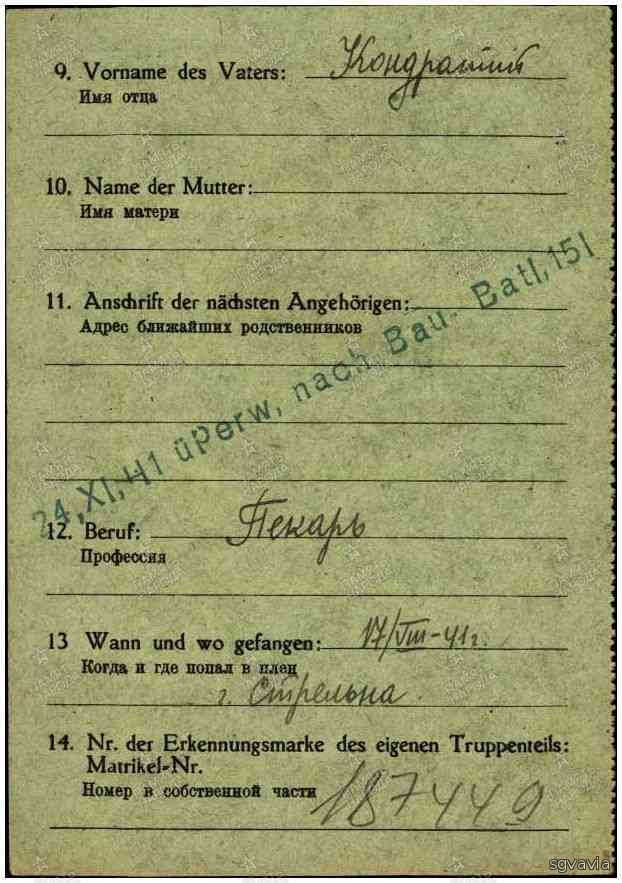 9. Vorname des Vaters: Кондратий
Имя отца
10. Name der Mutter:
Имя матери
11. Anschrift der nächsten Angehörigen:
Адрес ближайших родственников
24,XI,41 üPerw, nach Bau- Batl,151
12. Beruf: Пекарь
Профессия
13 Wann und wo gefangen: 17/VIII-41г.
Когда и где попал в плен
г. Стрельна
14. Nr. der Erkennungsmarke des eigenen Truppenteils:
Matrikel-Nr.
Номер в собственной части 187449
sgvavia